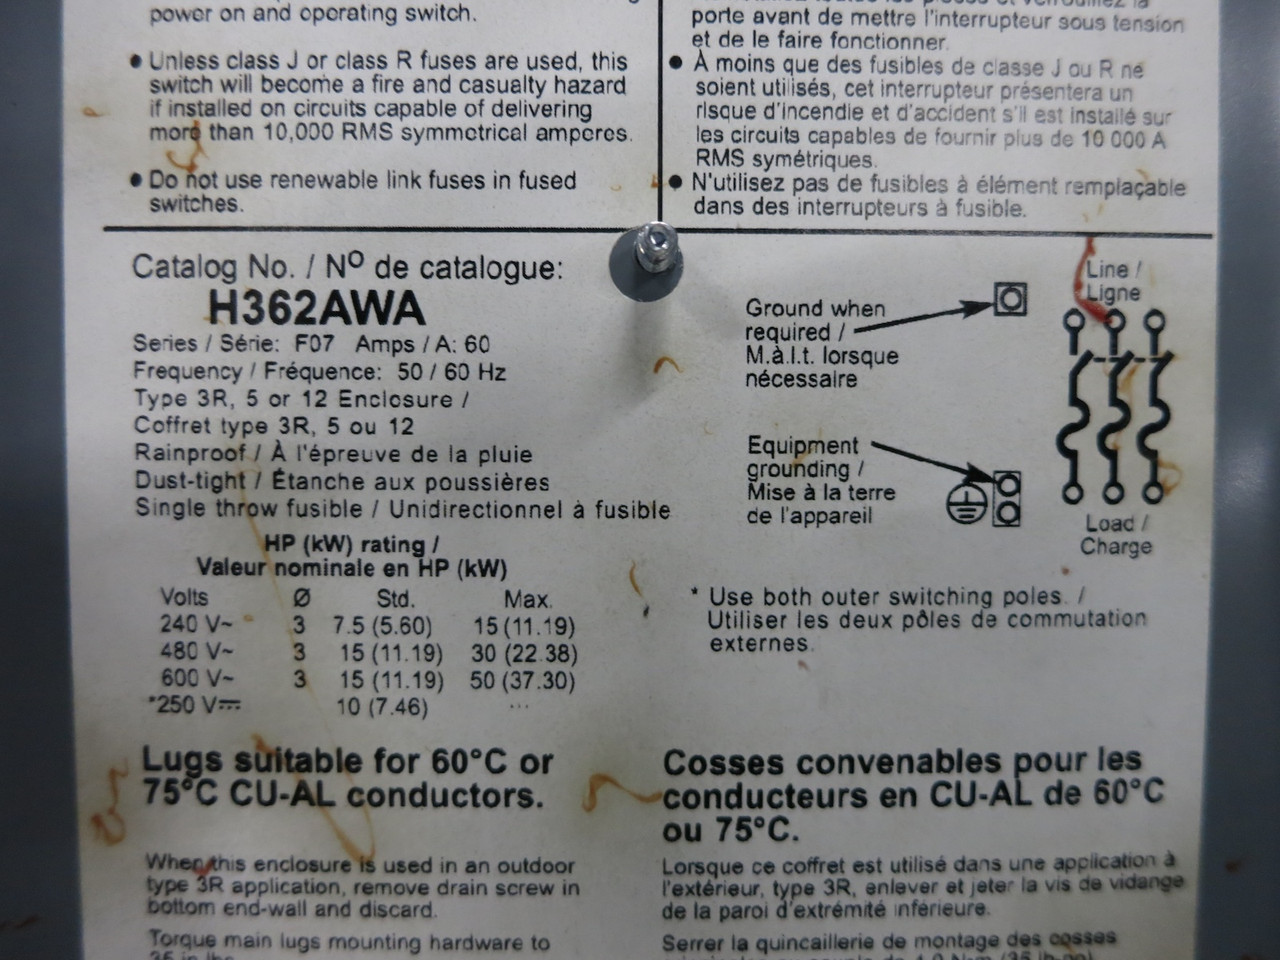 power on and operating switch.
• Unless class J or class R fuses are used, this
switch will become a fire and casualty hazard
if installed on circuits capable of delivering
more than 10,000 RMS symmetrical amperes.
• Do not use renewable link fuses in fused
switches.
porte avant de mettre l'interrupteur sous tension
et de le faire fonctionner.
• À moins que des fusibles de classe J ou R ne
soient utilisés, cet interrupteur présentera un
risque d'incendie et d'accident s'il est installé sur
les circuits capables de fournir plus de 10 000 A
RMS symétriques.
• N'utilisez pas de fusibles à élément remplaçable
dans des interrupteurs à fusible.
Catalog No. / Nº de catalogue:
H362AWA
Series / Série: F07 Amps / A: 60
Frequency / Fréquence: 50 / 60 Hz
Type 3R, 5 or 12 Enclosure /
Coffret type 3R, 5 ou 12
Rainproof / À l'épreuve de la pluie
Dust-tight / Étanche aux poussières
Single throw fusible / Unidirectionnel à fusible
HP (kW) rating /
Valeur nominale en HP (kW)
Volts Ø Std. Max.
240 V~ 3 7.5 (5.60) 15 (11.19)
480 V~ 3 15 (11.19) 30 (22.38)
600 V~ 3 15 (11.19) 50 (37.30)
*250 V⎓ 10 (7.46) ...
Ground when
required /
M.à.l.t. lorsque
nécessaire
Line /
Ligne
Equipment
grounding /
Mise à la terre
de l'appareil
Load /
Charge
* Use both outer switching poles. /
Utiliser les deux pôles de commutation
externes.
Lugs suitable for 60°C or
75°C CU-AL conductors.
Cosses convenables pour les
conducteurs en CU-AL de 60°C
ou 75°C.
When this enclosure is used in an outdoor
type 3R application, remove drain screw in
bottom end-wall and discard.
Torque main lugs mounting hardware to
Lorsque ce coffret est utilisé dans une application à
l'extérieur, type 3R, enlever et jeter la vis de vidange
de la paroi d'extrémité inférieure.
Serrer la quincaillerie de montage des cosses